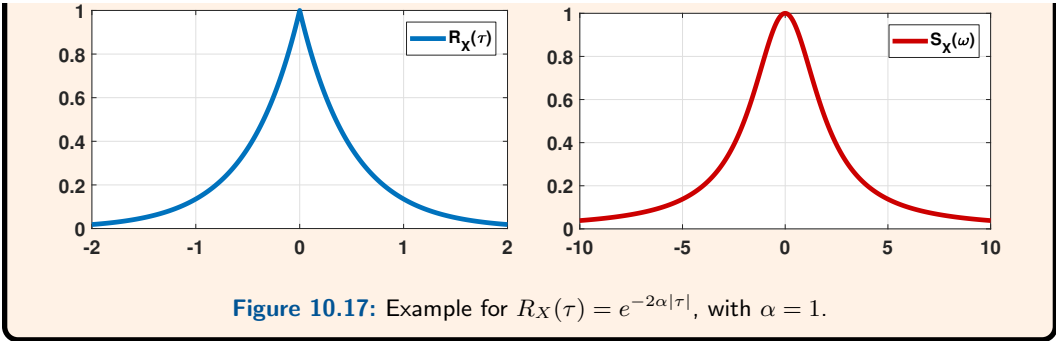 1
0.8
0.6
0.4
0.2
0
-2 -1 0 1 2
R_X(τ)
1
0.8
0.6
0.4
0.2
0
-10 -5 0 5 10
S_X(ω)
Figure 10.17: Example for R_X(τ) = e^{-2α|τ|}, with α = 1.